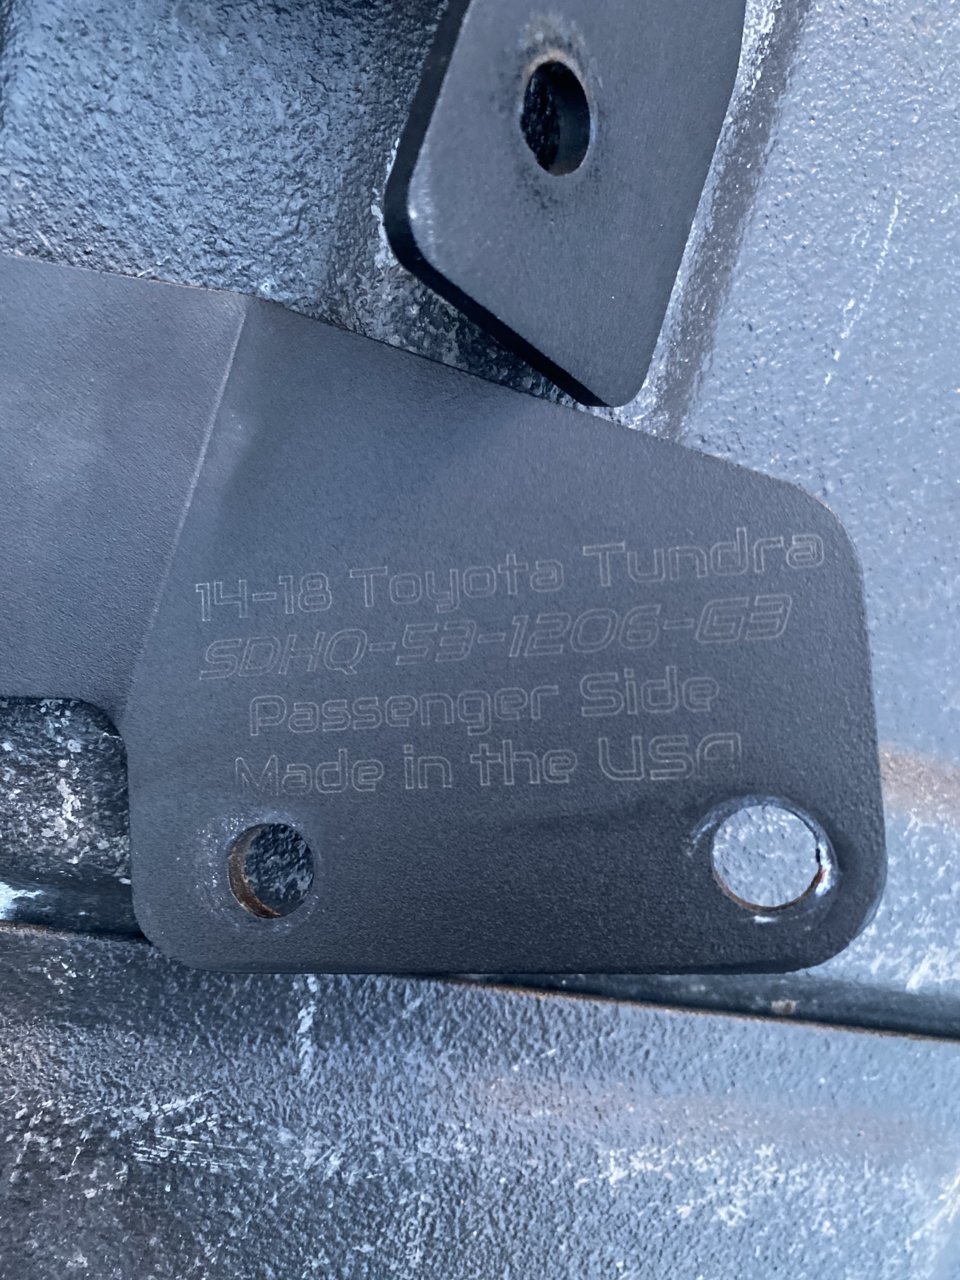 14-18 Toyota Tundra
SDHQ-53-1206-G3
Passenger Side
Made in the USA